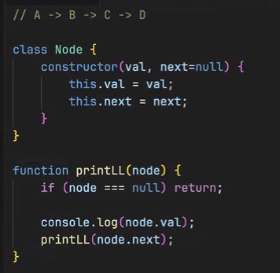 // A -> B -> C -> D
class Node {
    constructor(val, next=null) {
        this.val = val;
        this.next = next;
    }
}
function printLL(node) {
    if (node === null) return;
    console.log(node.val);
    printLL(node.next);
}